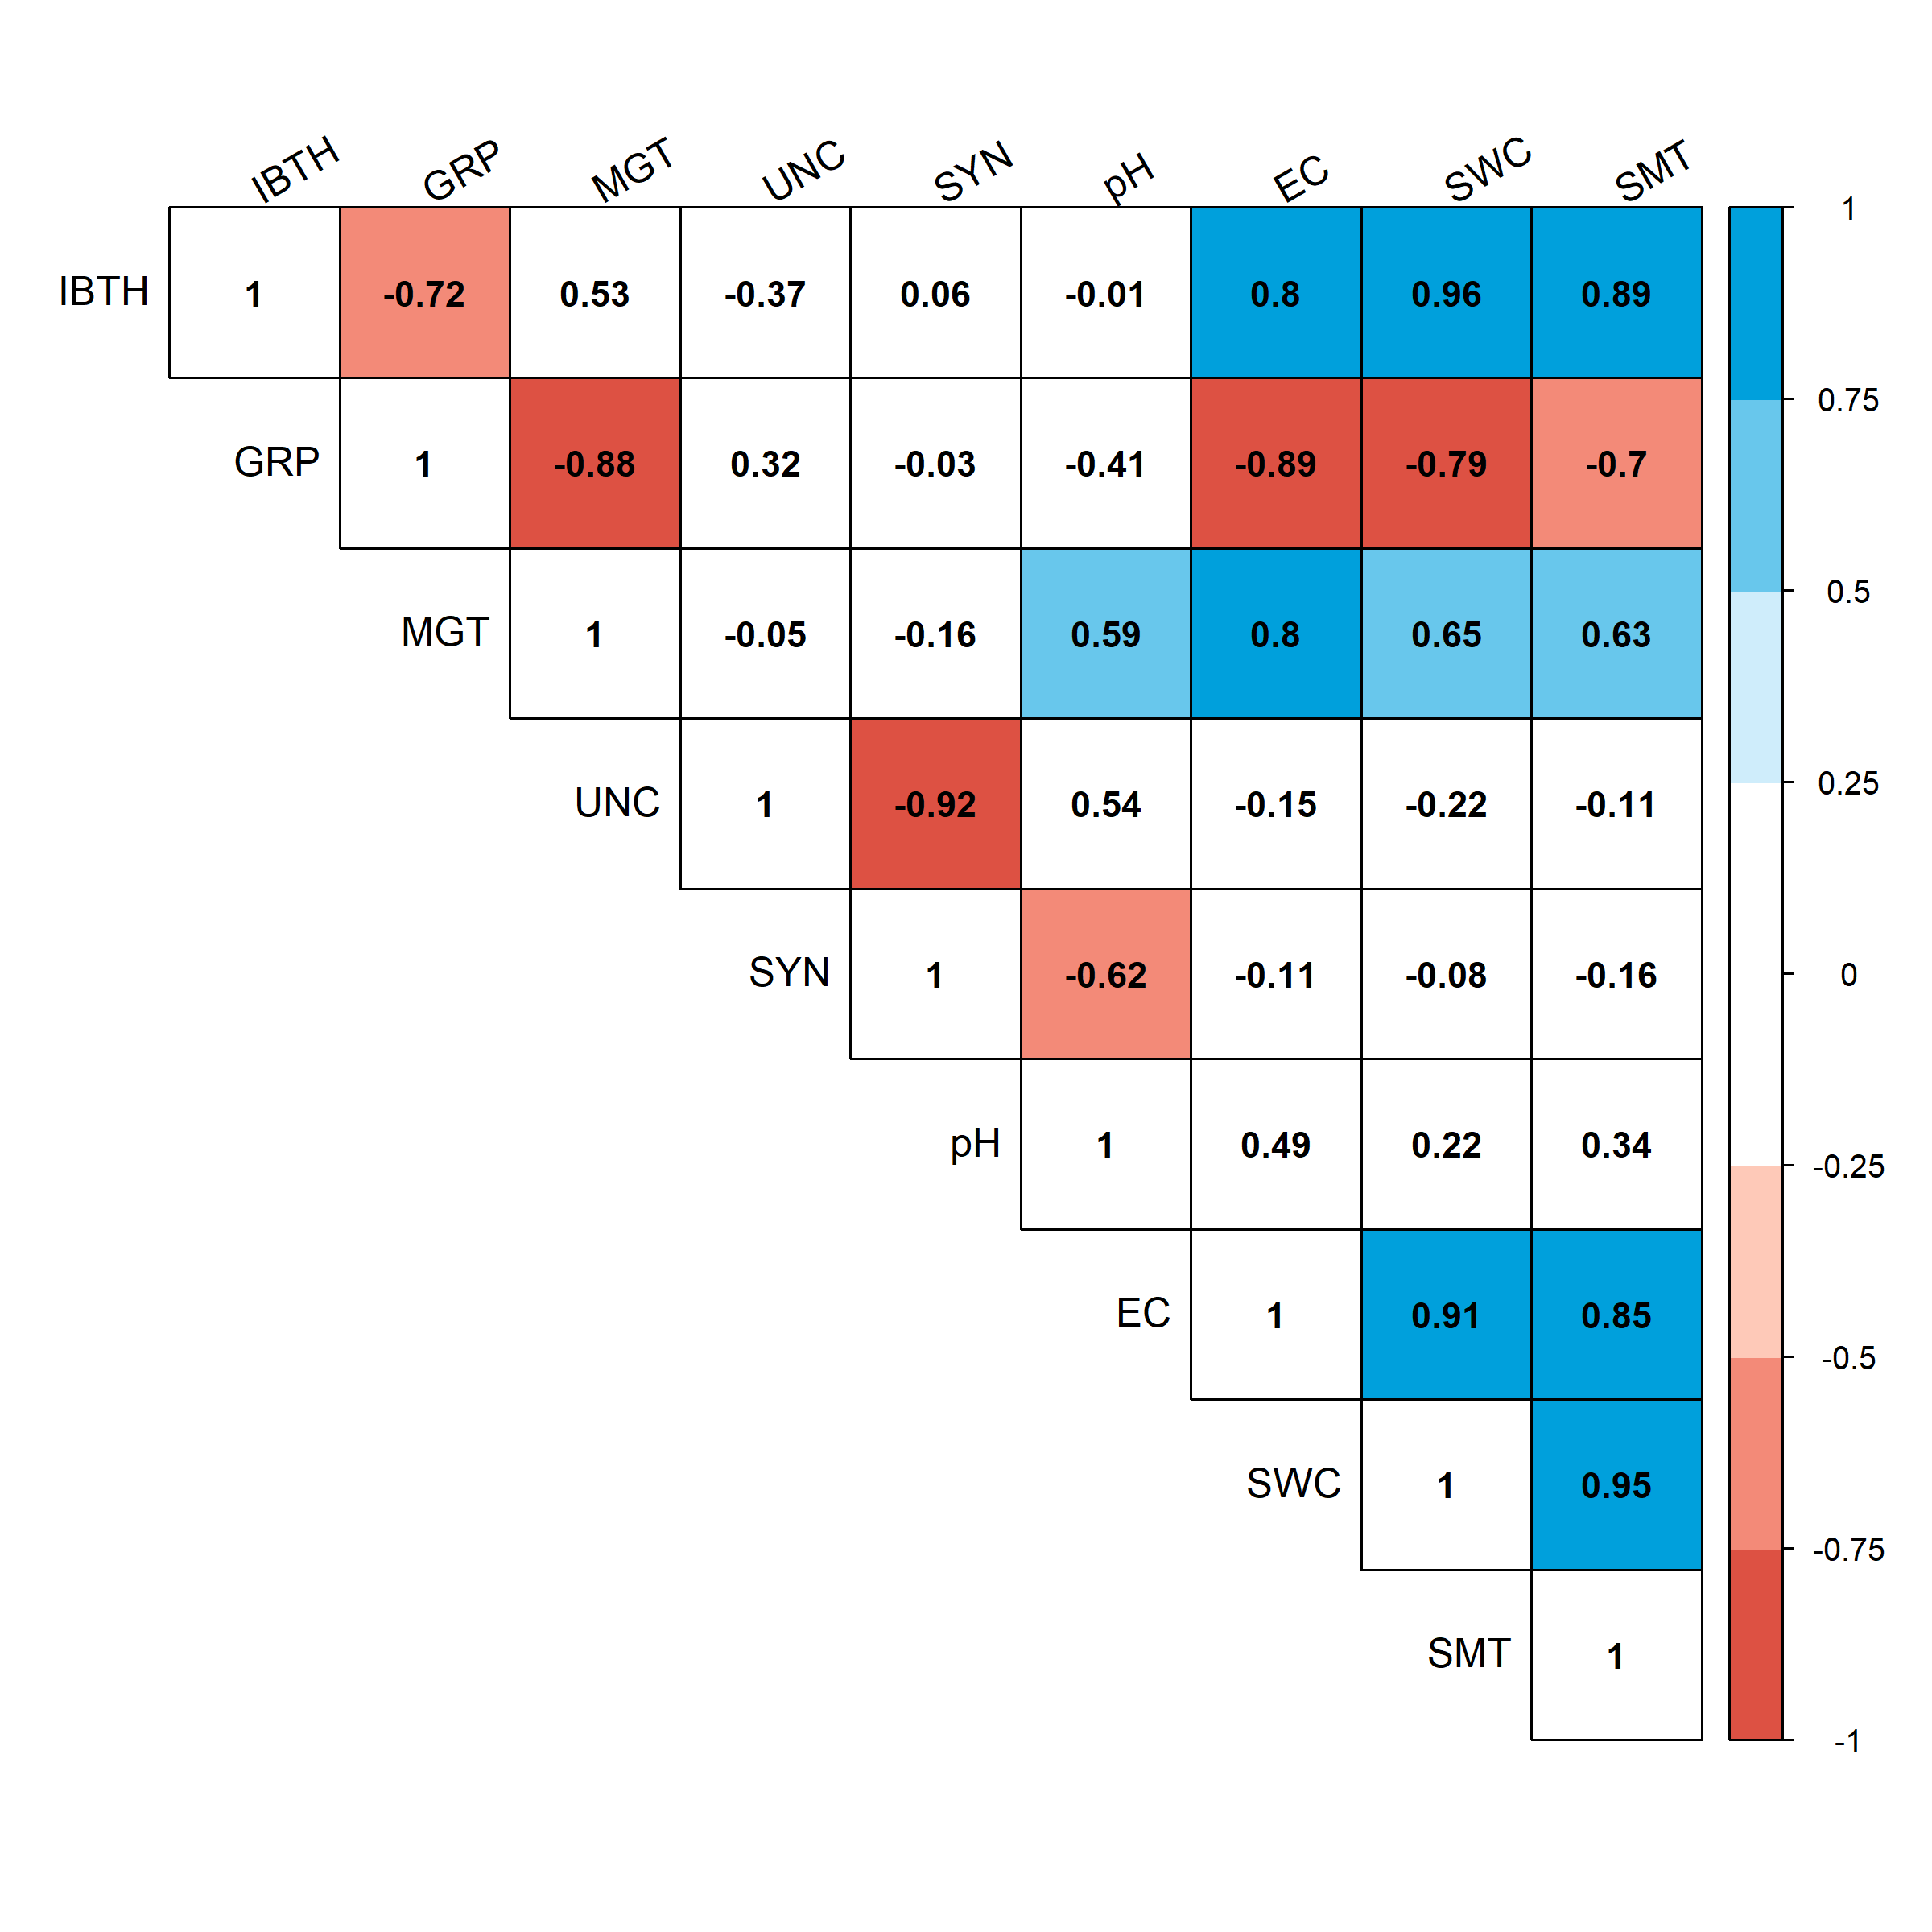 IBTH GRP MGT UNC SYN pH EC SWC SMT
IBTH 1 -0.72 0.53 -0.37 0.06 -0.01 0.8 0.96 0.89
GRP 1 -0.88 0.32 -0.03 -0.41 -0.89 -0.79 -0.7
MGT 1 -0.05 -0.16 0.59 0.8 0.65 0.63
UNC 1 -0.92 0.54 -0.15 -0.22 -0.11
SYN 1 -0.62 -0.11 -0.08 -0.16
pH 1 0.49 0.22 0.34
EC 1 0.91 0.85
SWC 1 0.95
SMT 1
1
0.75
0.5
0.25
0
-0.25
-0.5
-0.75
-1